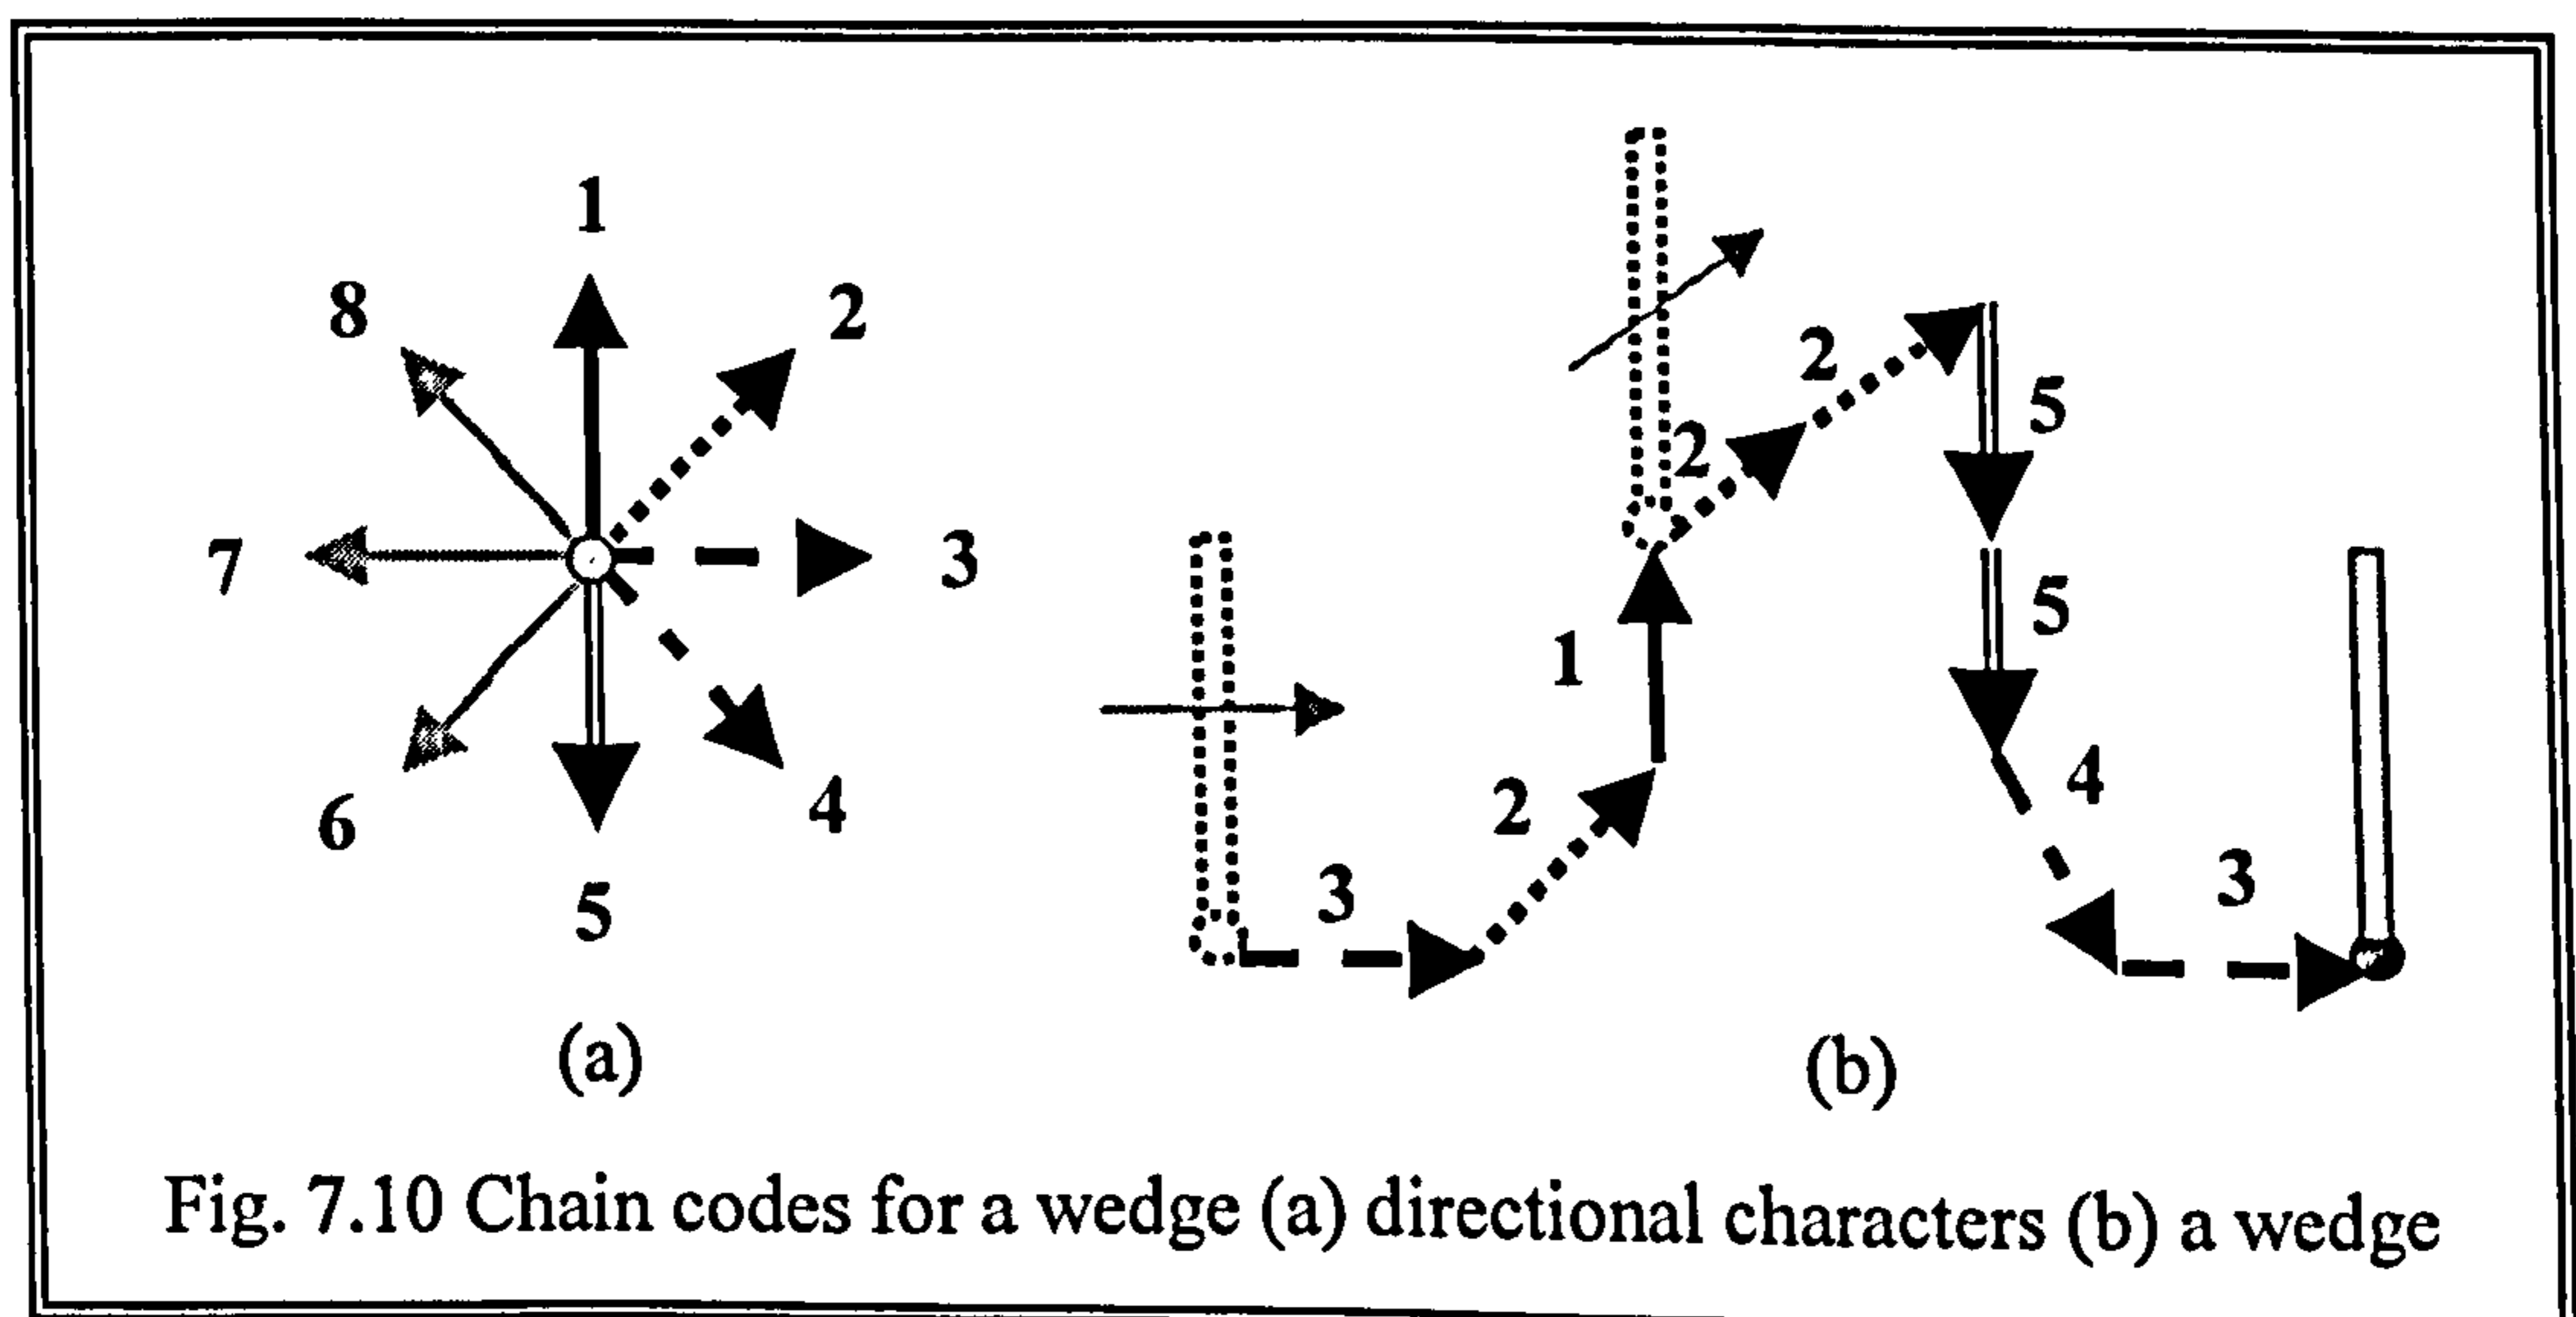 1
8 2
7 3
6 4
5
(a)
3 2 1 2 2 5 5 4 3
(b)
Fig. 7.10 Chain codes for a wedge (a) directional characters (b) a wedge